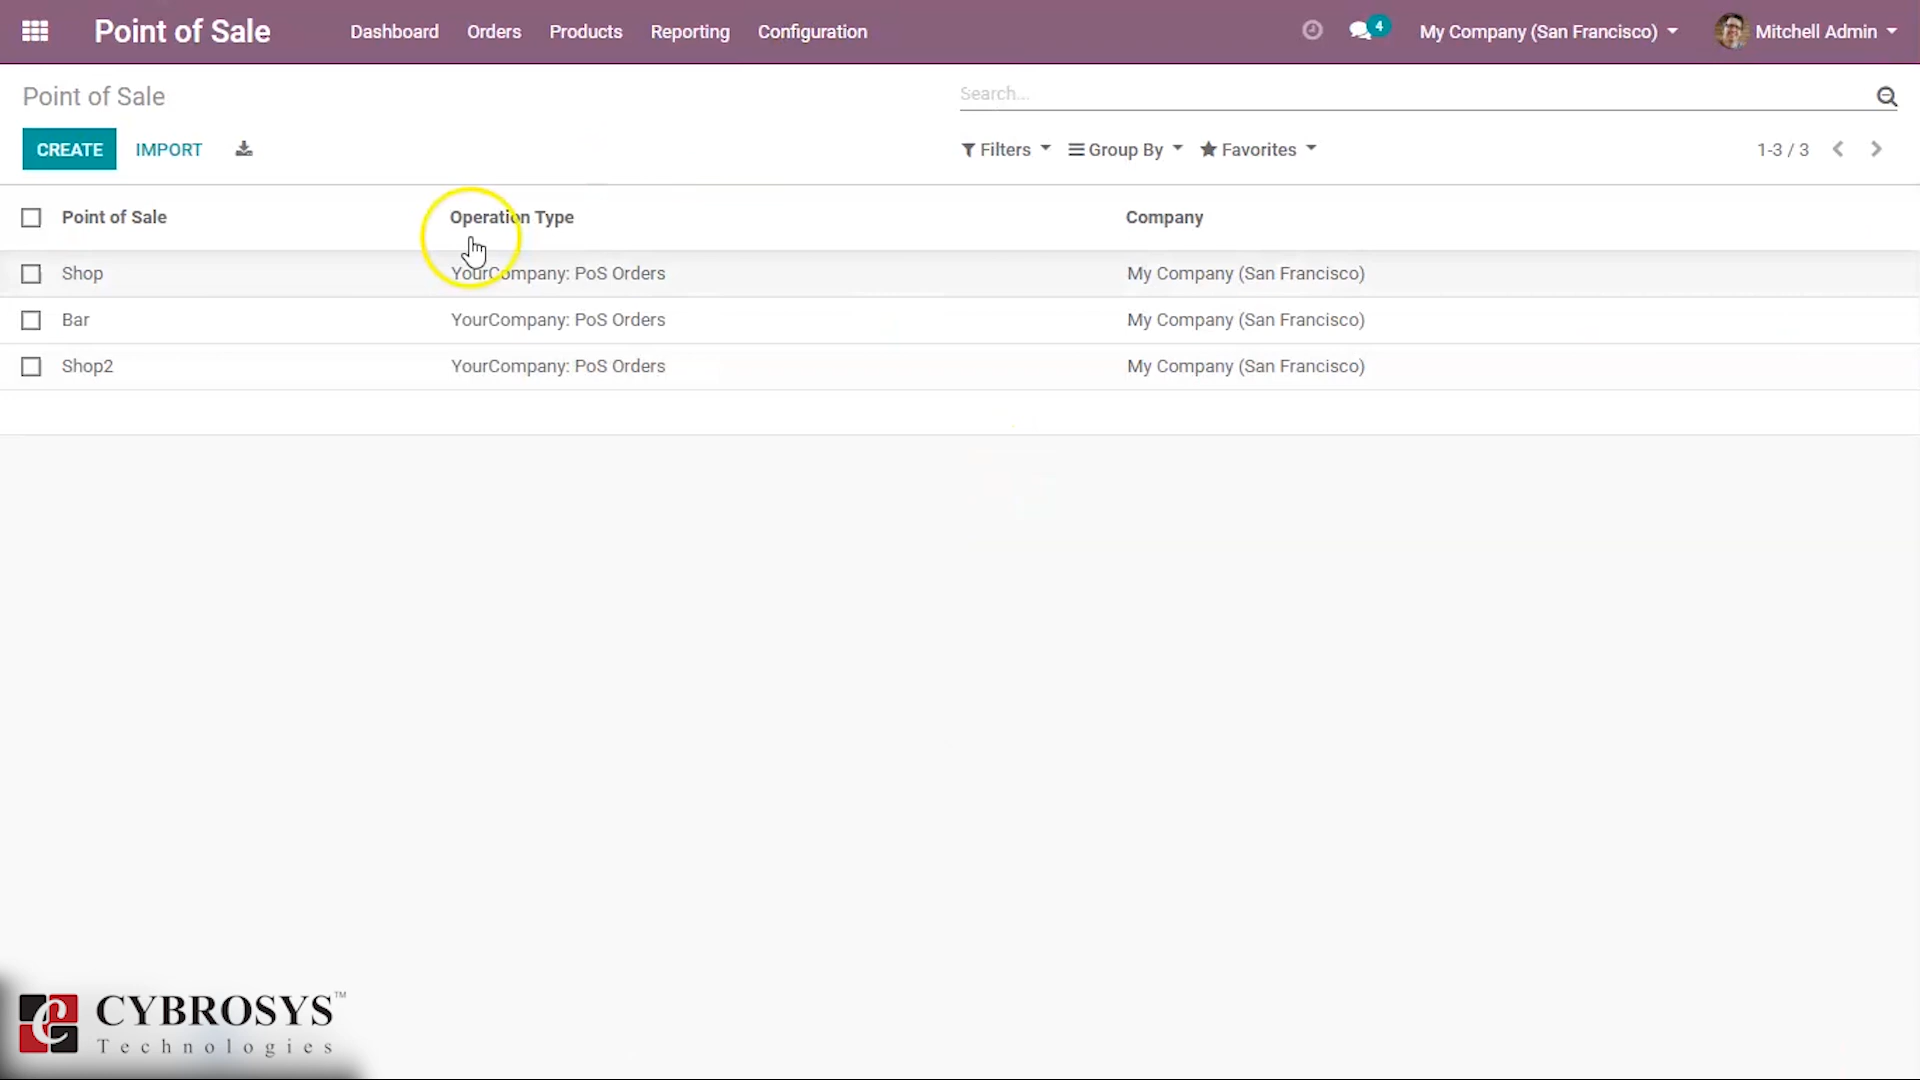 Point of Sale Dashboard Orders Products Reporting Configuration 4 My Company (San Francisco) Mitchell Admin
Point of Sale Search...
CREATE IMPORT Filters Group By Favorites 1-3 / 3
Point of Sale Operation Type Company
Shop YourCompany: PoS Orders My Company (San Francisco)
Bar YourCompany: PoS Orders My Company (San Francisco)
Shop2 YourCompany: PoS Orders My Company (San Francisco)
CYBROSYS™
Technologies